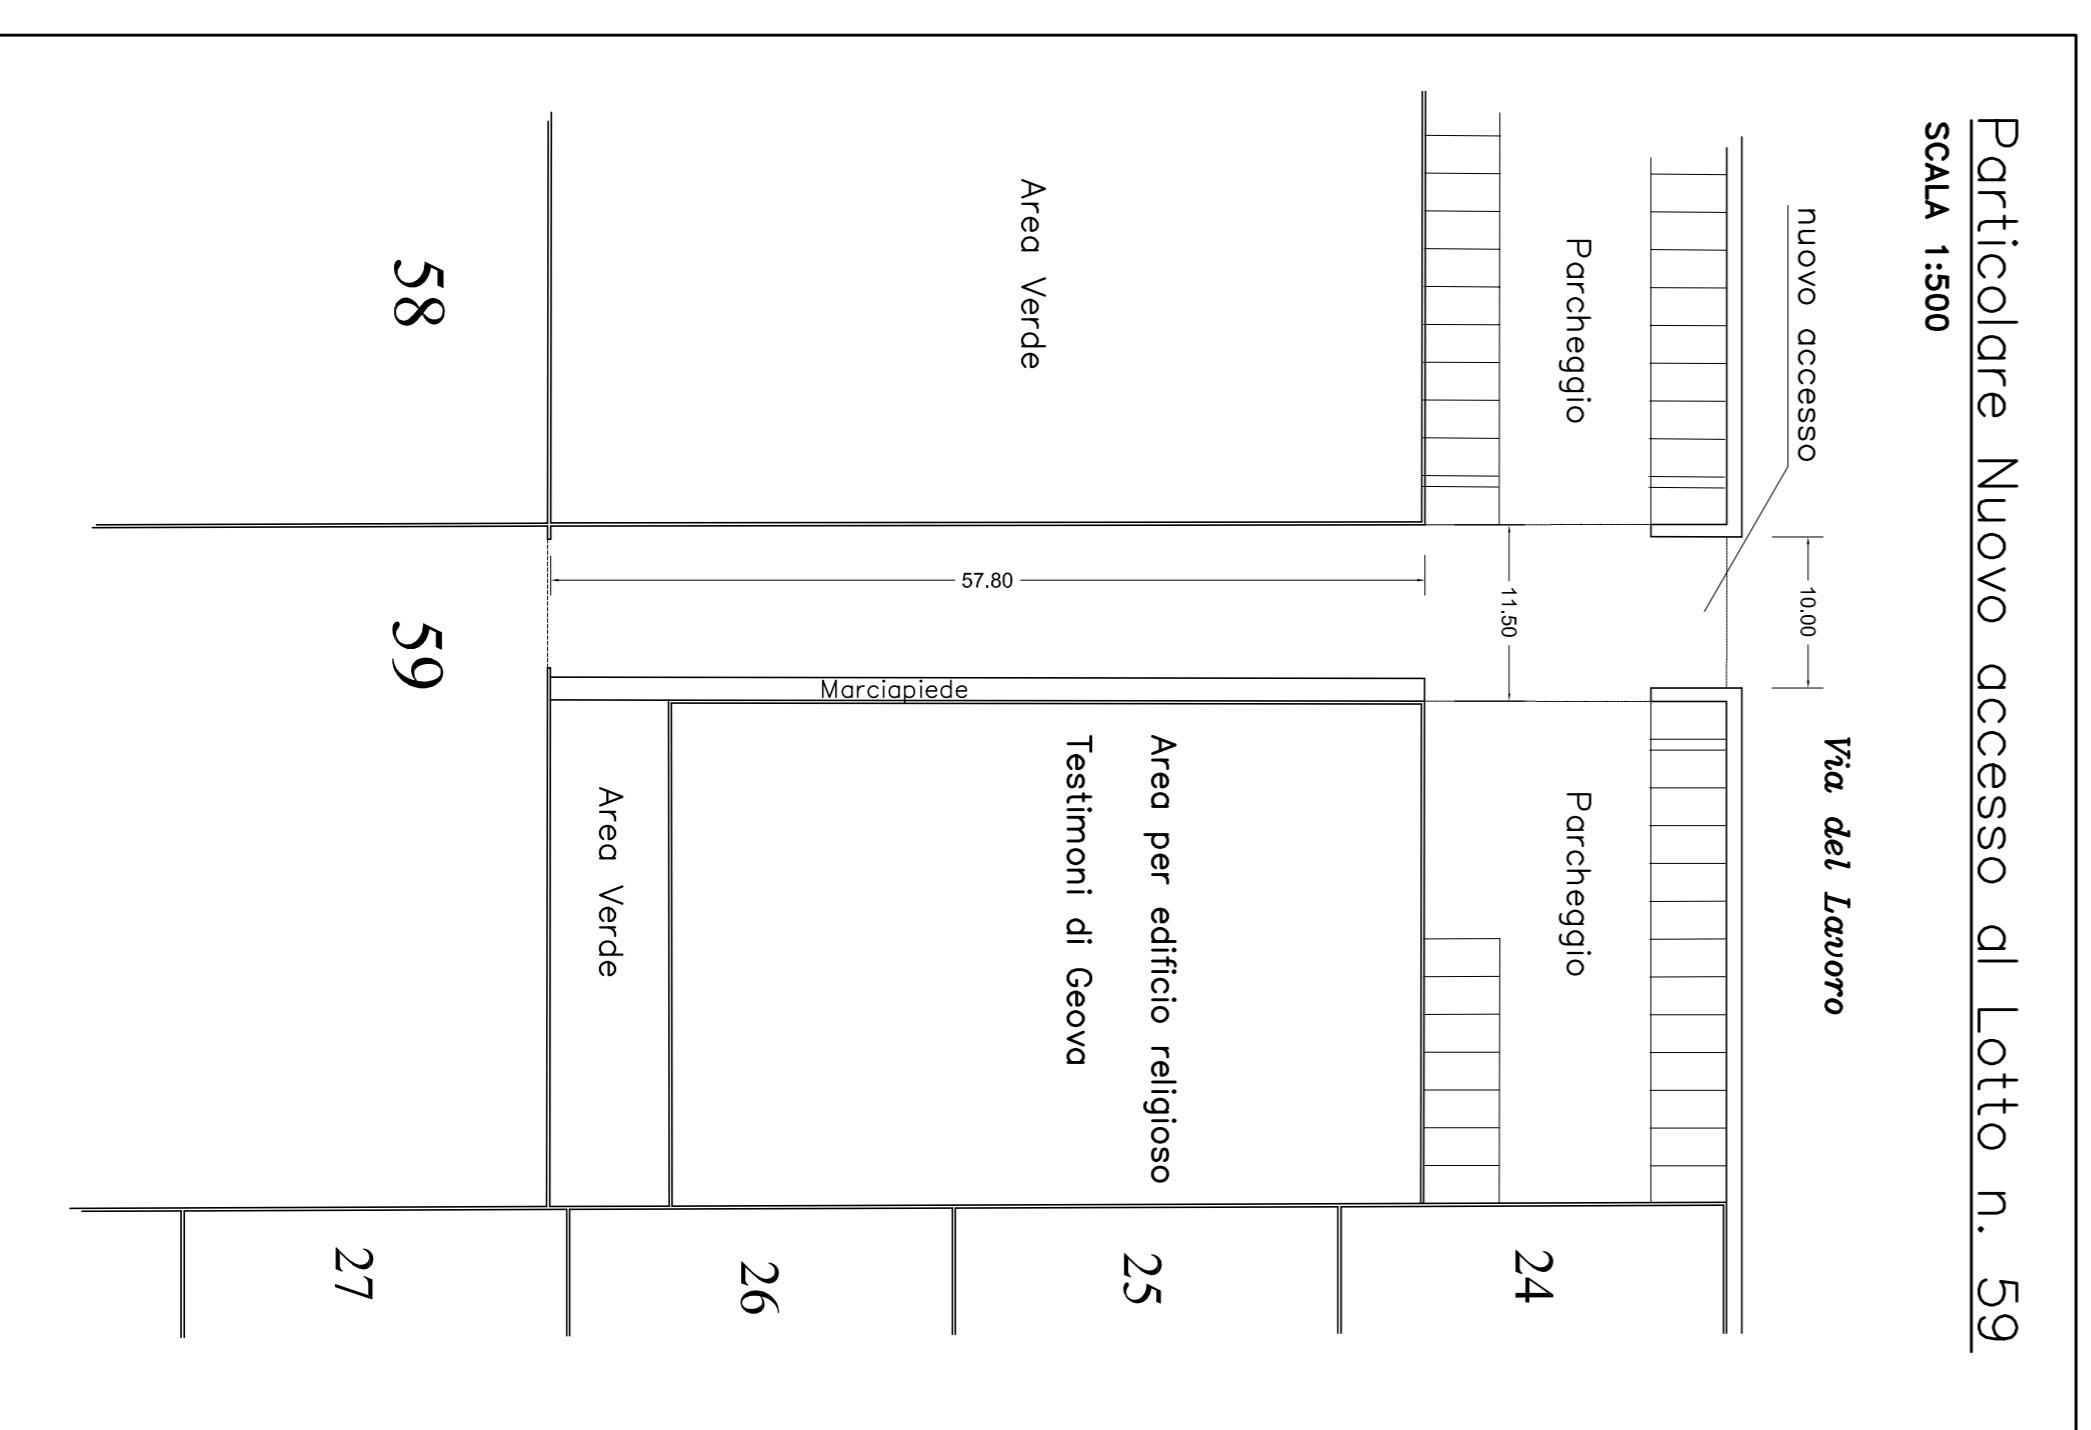 Particolare Nuovo accesso al Lotto n. 59
SCALA 1:500
nuovo accesso
10.00
Via del Lavoro
Parcheggio
Parcheggio
11.50
24
Area Verde
57.80
Area per edificio religioso
Testimoni di Geova
25
Marciapiede
26
Area Verde
58
59
27